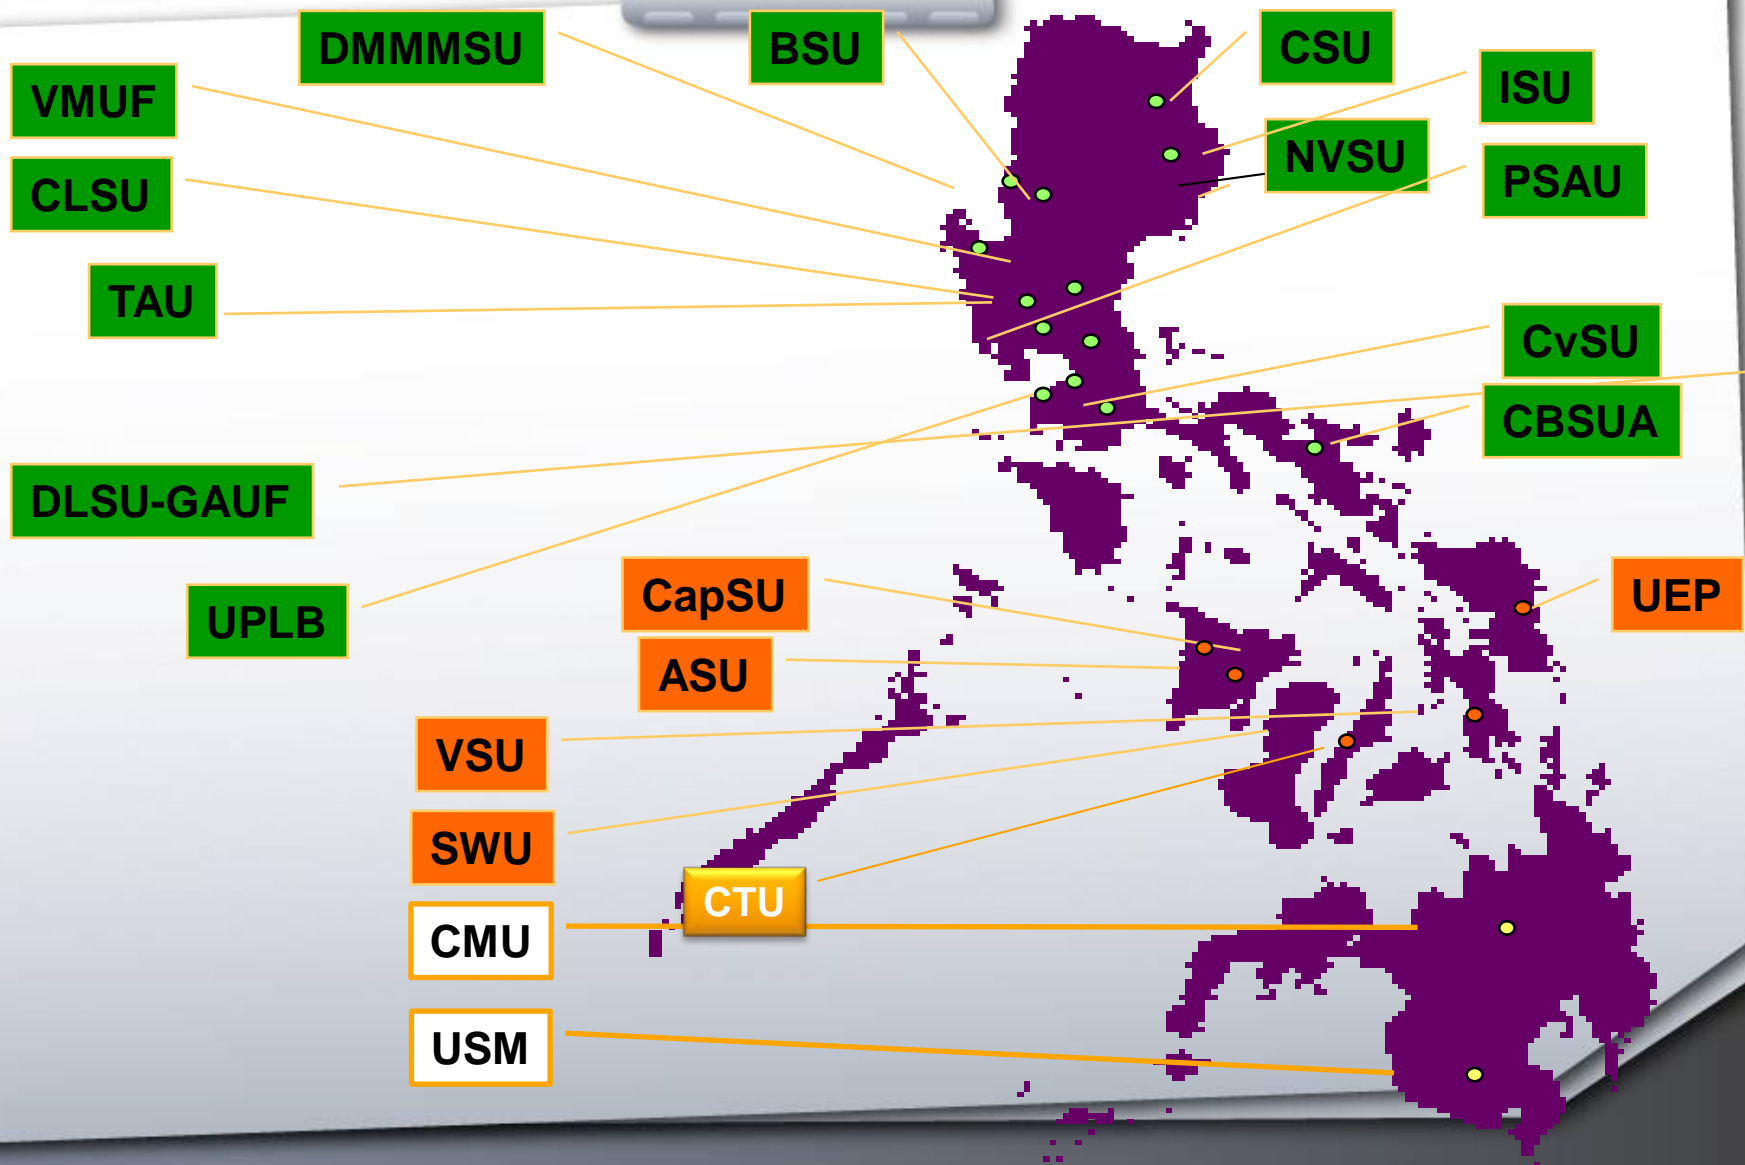 DMMMSU
BSU
CSU
ISU
VMUF
NVSU
CLSU
PSAU
TAU
CvSU
CBSUA
DLSU-GAUF
CapSU
UEP
UPLB
ASU
VSU
SWU
CTU
CMU
USM